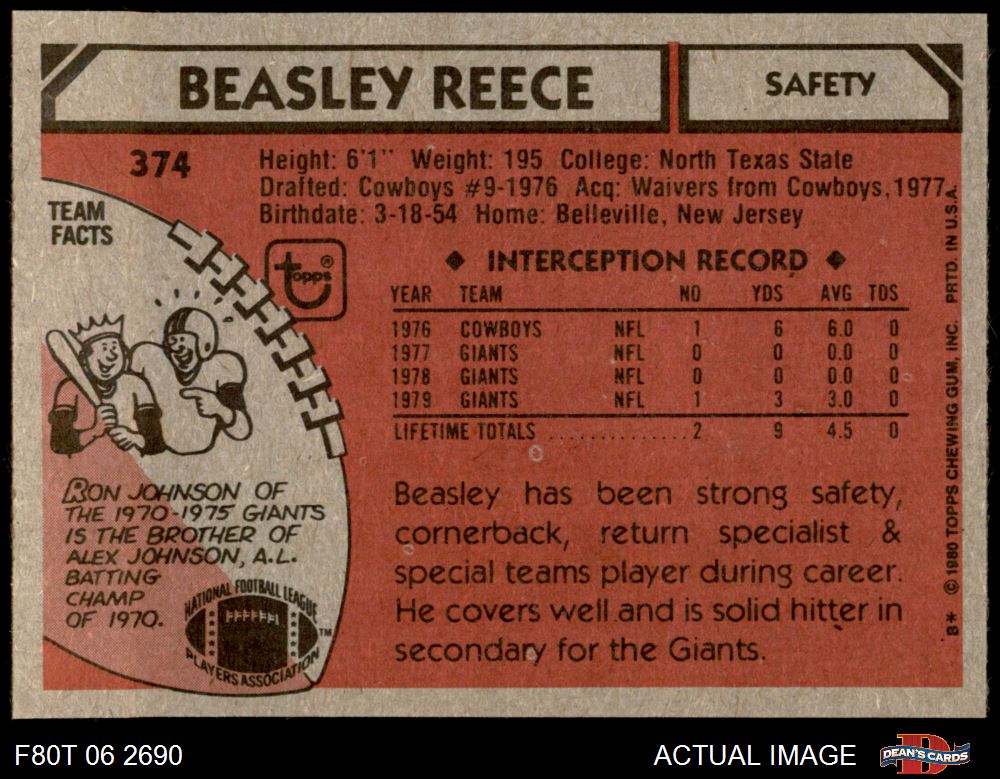 BEASLEY REECE
SAFETY
374
Height: 6'1" Weight: 195 College: North Texas State
Drafted: Cowboys #9-1976 Acq: Waivers from Cowboys, 1977
Birthdate: 3-18-54 Home: Belleville, New Jersey
TEAM
FACTS
topps®
◆ INTERCEPTION RECORD ◆
YEAR TEAM NO YDS AVG TDS
1976 COWBOYS NFL 1 6 6.0 0
1977 GIANTS NFL 0 0 0.0 0
1978 GIANTS NFL 0 0 0.0 0
1979 GIANTS NFL 1 3 3.0 0
LIFETIME TOTALS ................ 2 9 4.5 0
RON JOHNSON OF
THE 1970-1975 GIANTS
IS THE BROTHER OF
ALEX JOHNSON, A.L.
BATTING
CHAMP
OF 1970.
NATIONAL FOOTBALL LEAGUE
PLAYERS ASSOCIATION
TM
Beasley has been strong safety,
cornerback, return specialist &
special teams player during career.
He covers well and is solid hitter in
secondary for the Giants.
B* © 1980 TOPPS CHEWING GUM, INC. PRTD. IN U.S.A.
F80T 06 2690
ACTUAL IMAGE
D
DEAN'S CARDS